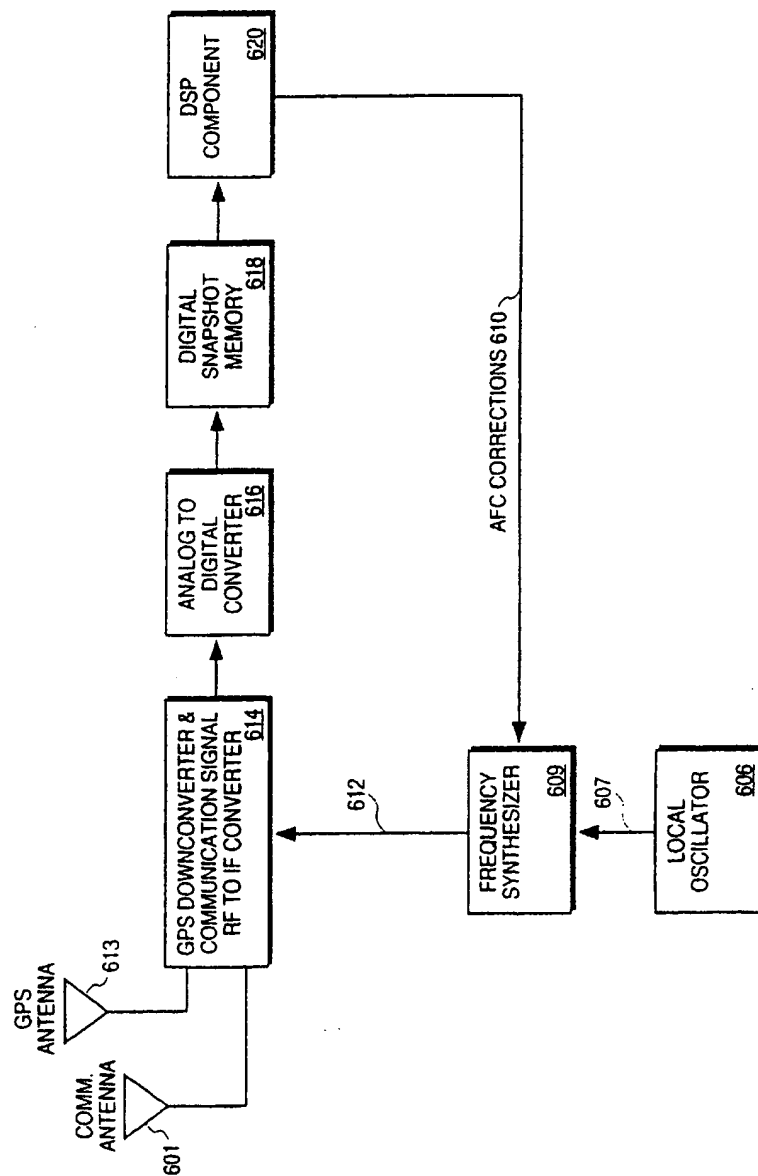 GPS
ANTENNA
613
COMM.
ANTENNA
601
GPS DOWNCONVERTER &
COMMUNICATION SIGNAL
RF TO IF CONVERTER
614
ANALOG TO
DIGITAL
CONVERTER
616
DIGITAL
SNAPSHOT
MEMORY
618
DSP
COMPONENT
620
612
AFC CORRECTIONS 610
FREQUENCY
SYNTHESIZER
609
607
LOCAL
OSCILLATOR
606